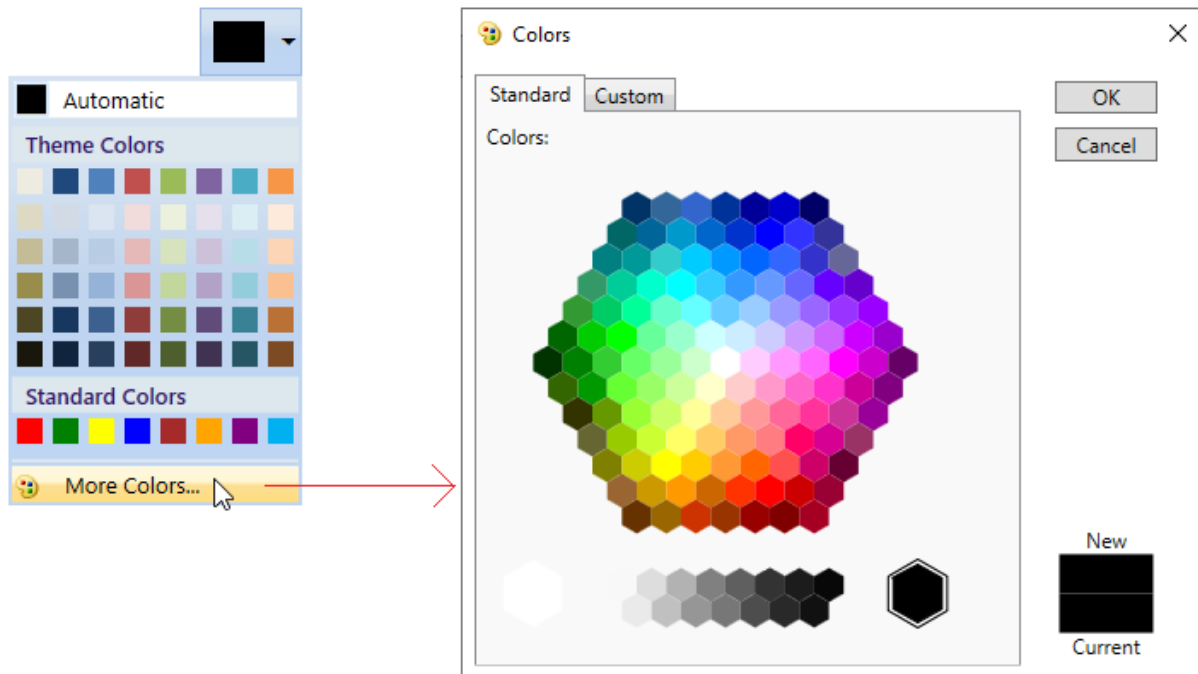 Automatic
Theme Colors
Standard Colors
More Colors...
Colors
Standard
Custom
Colors:
OK
Cancel
New
Current